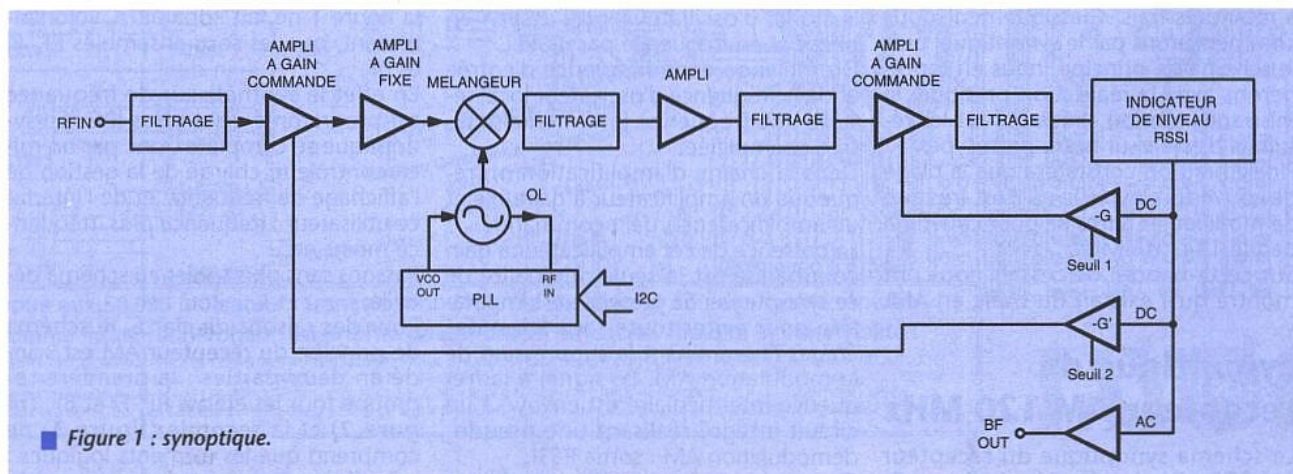 AMPLI
A GAIN
COMMANDE
AMPLI
A GAIN
FIXE
MELANGEUR
AMPLI
AMPLI
A GAIN
COMMANDE
RFIN
FILTRAGE
FILTRAGE
FILTRAGE
FILTRAGE
INDICATEUR
DE NIVEAU
RSSI
OL
VCO
OUT
RF
IN
PLL
I2C
-G
DC
Seuil 1
-G'
DC
Seuil 2
BF
OUT
AC
Figure 1 : synoptique.